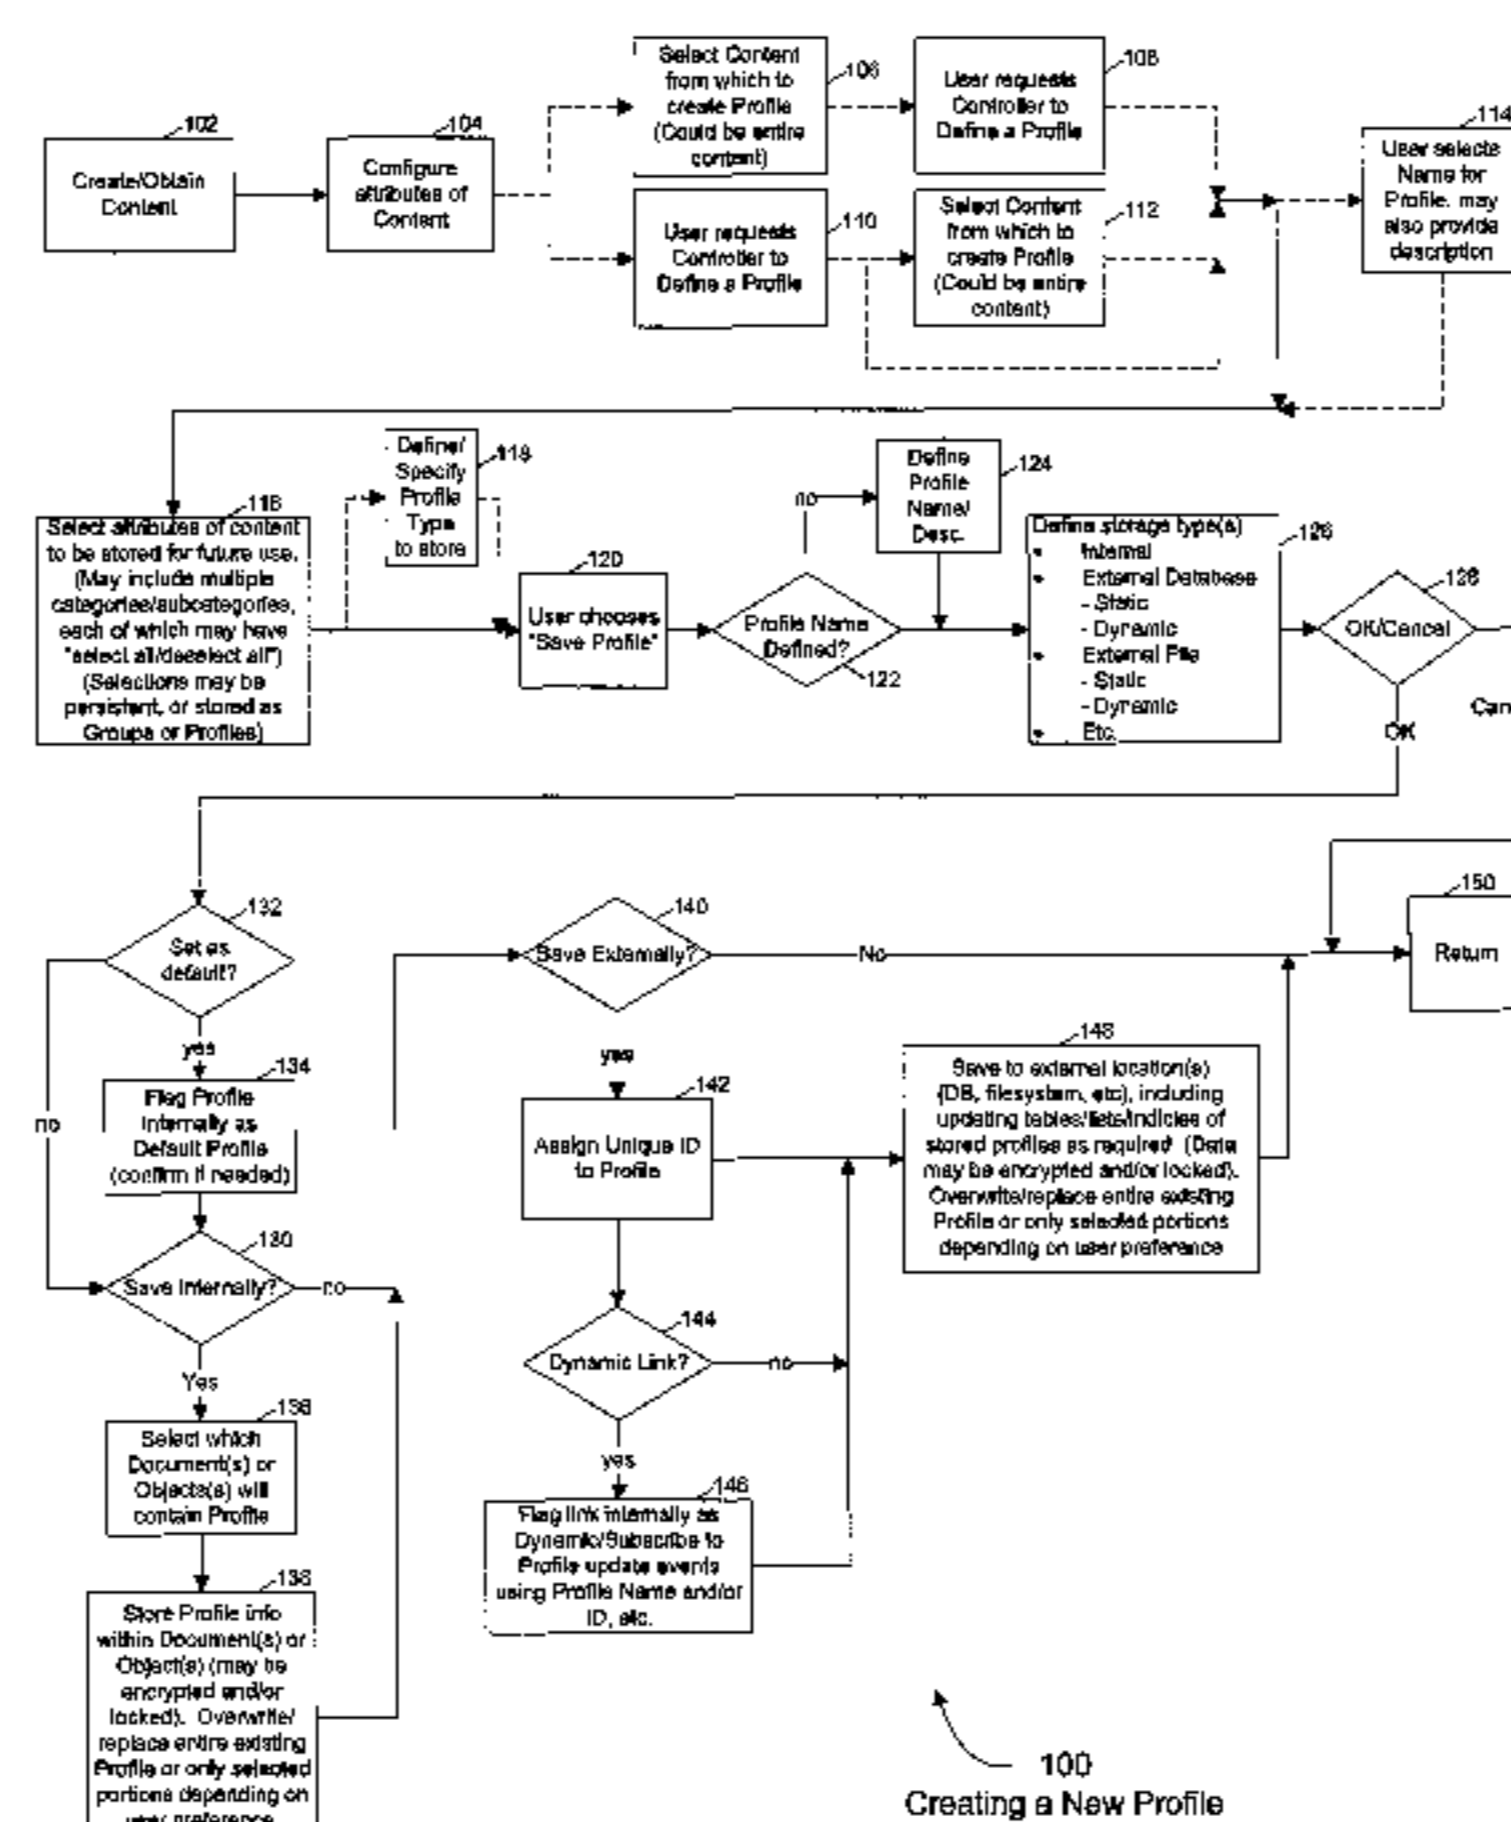 102
Create/Obtain
Content
104
Configure
attributes of
Content
106
Select Content
from which to
create Profile
(Could be entire
content)
108
User requests
Controller to
Define a Profile
110
User requests
Controller to
Define a Profile
112
Select Content
from which to
create Profile
(Could be entire
content)
114
User selects
Name for
Profile, may
also provide
description
116
Select attributes of content
to be stored for future use.
(May include multiple
categories/subcategories,
each of which may have
"select all/deselect all")
(Selections may be
persistent, or stored as
Groups or Profiles)
118
Define/
Specify
Profile
Type
to store
120
User chooses
"Save Profile"
Profile Name
Defined?
122
no
124
Define
Profile
Name/
Desc.
126
Define storage type(s)
• Internal
• External Database
- Static
- Dynamic
• External File
- Static
- Dynamic
• Etc.
128
OK/Cancel
OK
Can
132
Set as
default?
yes
no
134
Flag Profile
Internally as
Default Profile
(confirm if needed)
130
Save Internally?
no
Yes
136
Select which
Document(s) or
Objects(s) will
contain Profile
138
Store Profile info
within Document(s) or
Object(s) (may be
encrypted and/or
locked). Overwrite/
replace entire existing
Profile or only selected
portions depending on
user preference
140
Save Externally?
No
yes
142
Assign Unique ID
to Profile
144
Dynamic Link?
no
yes
146
Flag link internally as
Dynamic/Subscribe to
Profile update events
using Profile Name and/or
ID, etc.
148
Save to external location(s)
(DB, filesystem, etc), including
updating tables/lists/indicies of
stored profiles as required (Data
may be encrypted and/or locked).
Overwrite/replace entire existing
Profile or only selected portions
depending on user preference
150
Return
100
Creating a New Profile